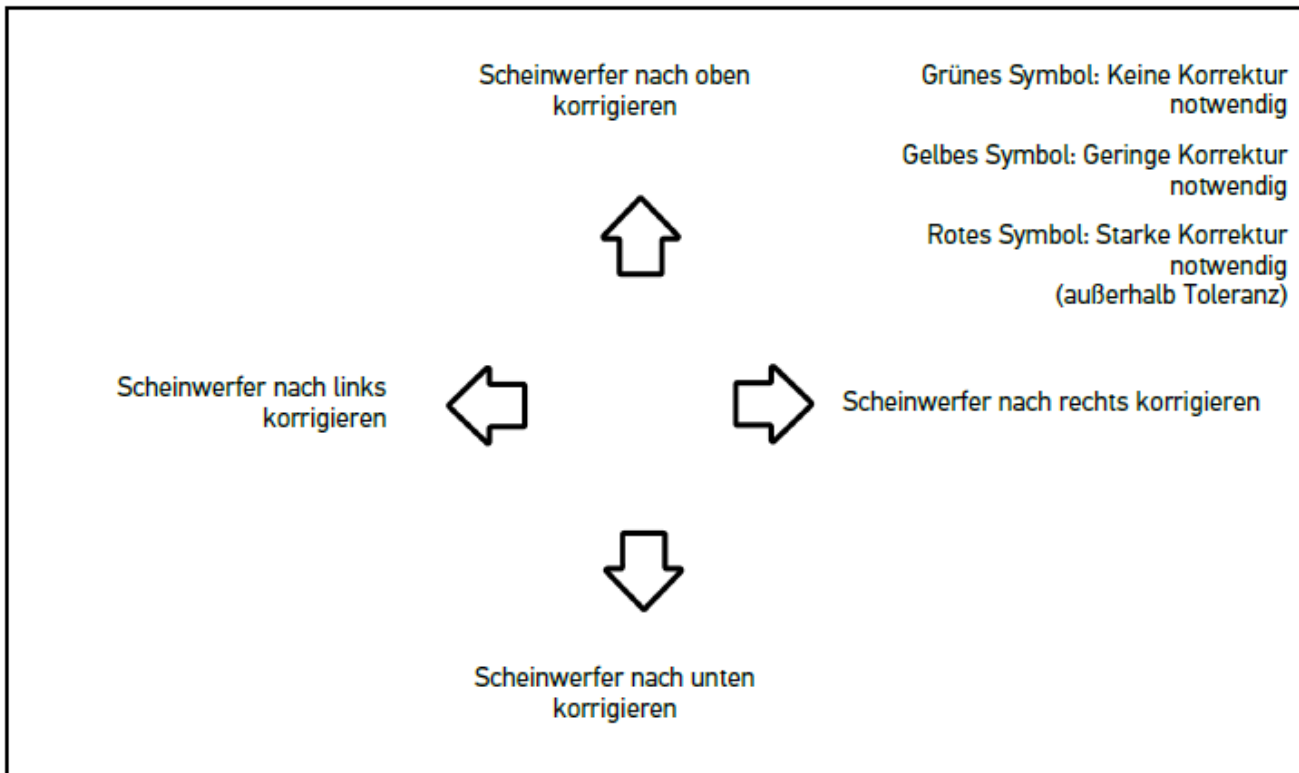 Scheinwerfer nach oben
korrigieren
Grünes Symbol: Keine Korrektur
notwendig
Gelbes Symbol: Geringe Korrektur
notwendig
Rotes Symbol: Starke Korrektur
notwendig
(außerhalb Toleranz)
Scheinwerfer nach links
korrigieren
Scheinwerfer nach rechts korrigieren
Scheinwerfer nach unten
korrigieren